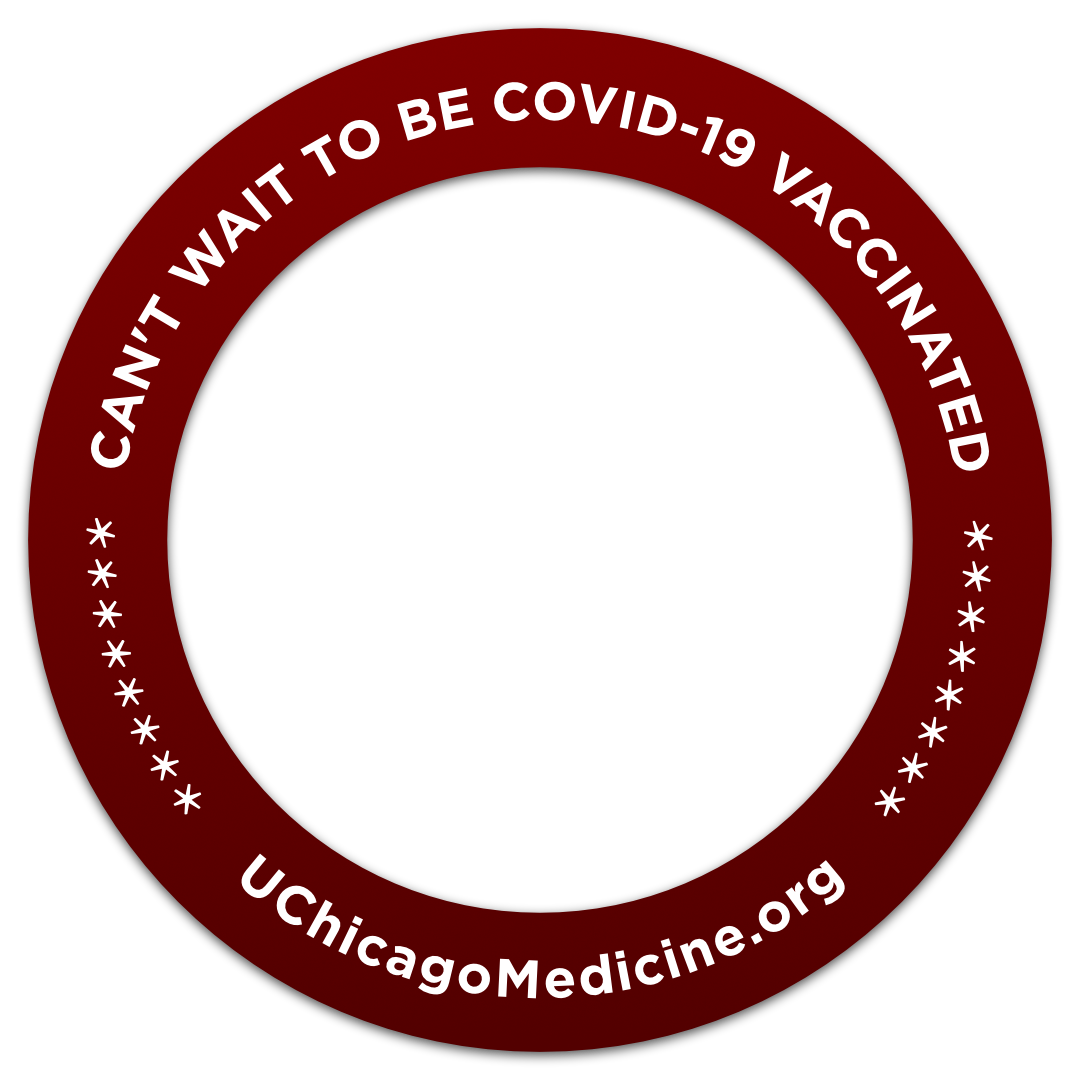 CAN'T WAIT TO BE COVID-19 VACCINATED
* * * * * * * *
* * * * * * * *
UChicagoMedicine.org